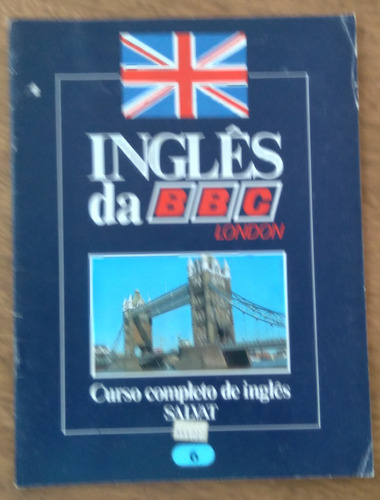 INGLÊS
da BBC
LONDON
Curso completo de inglês
SALVAT
6